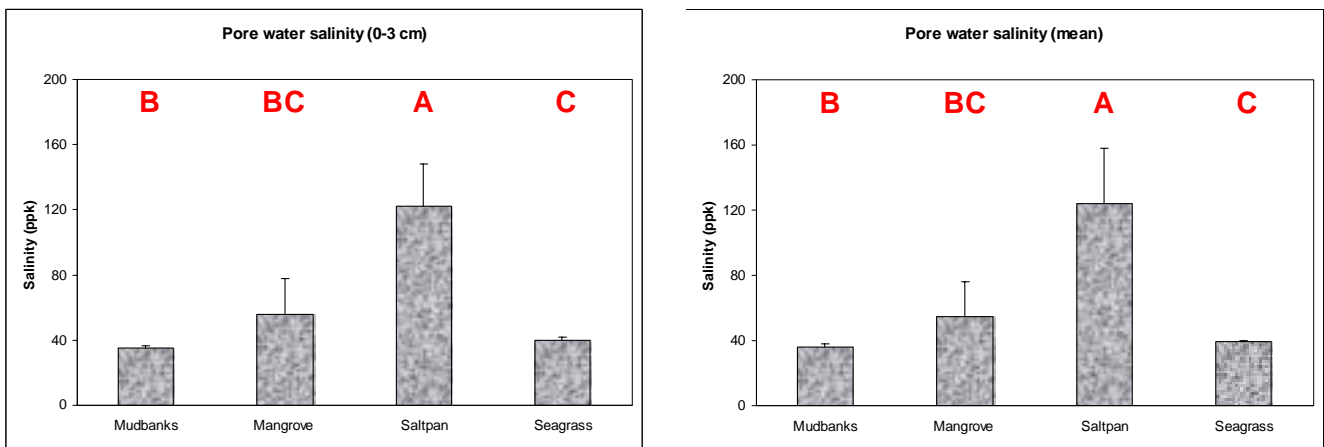 Pore water salinity (0-3 cm)
200
160
120
80
40
0
Salinity (ppk)
B BC A C
Mudbanks Mangrove Saltpan Seagrass
Pore water salinity (mean)
200
160
120
80
40
0
Salinity (ppk)
B BC A C
Mudbanks Mangrove Saltpan Seagrass